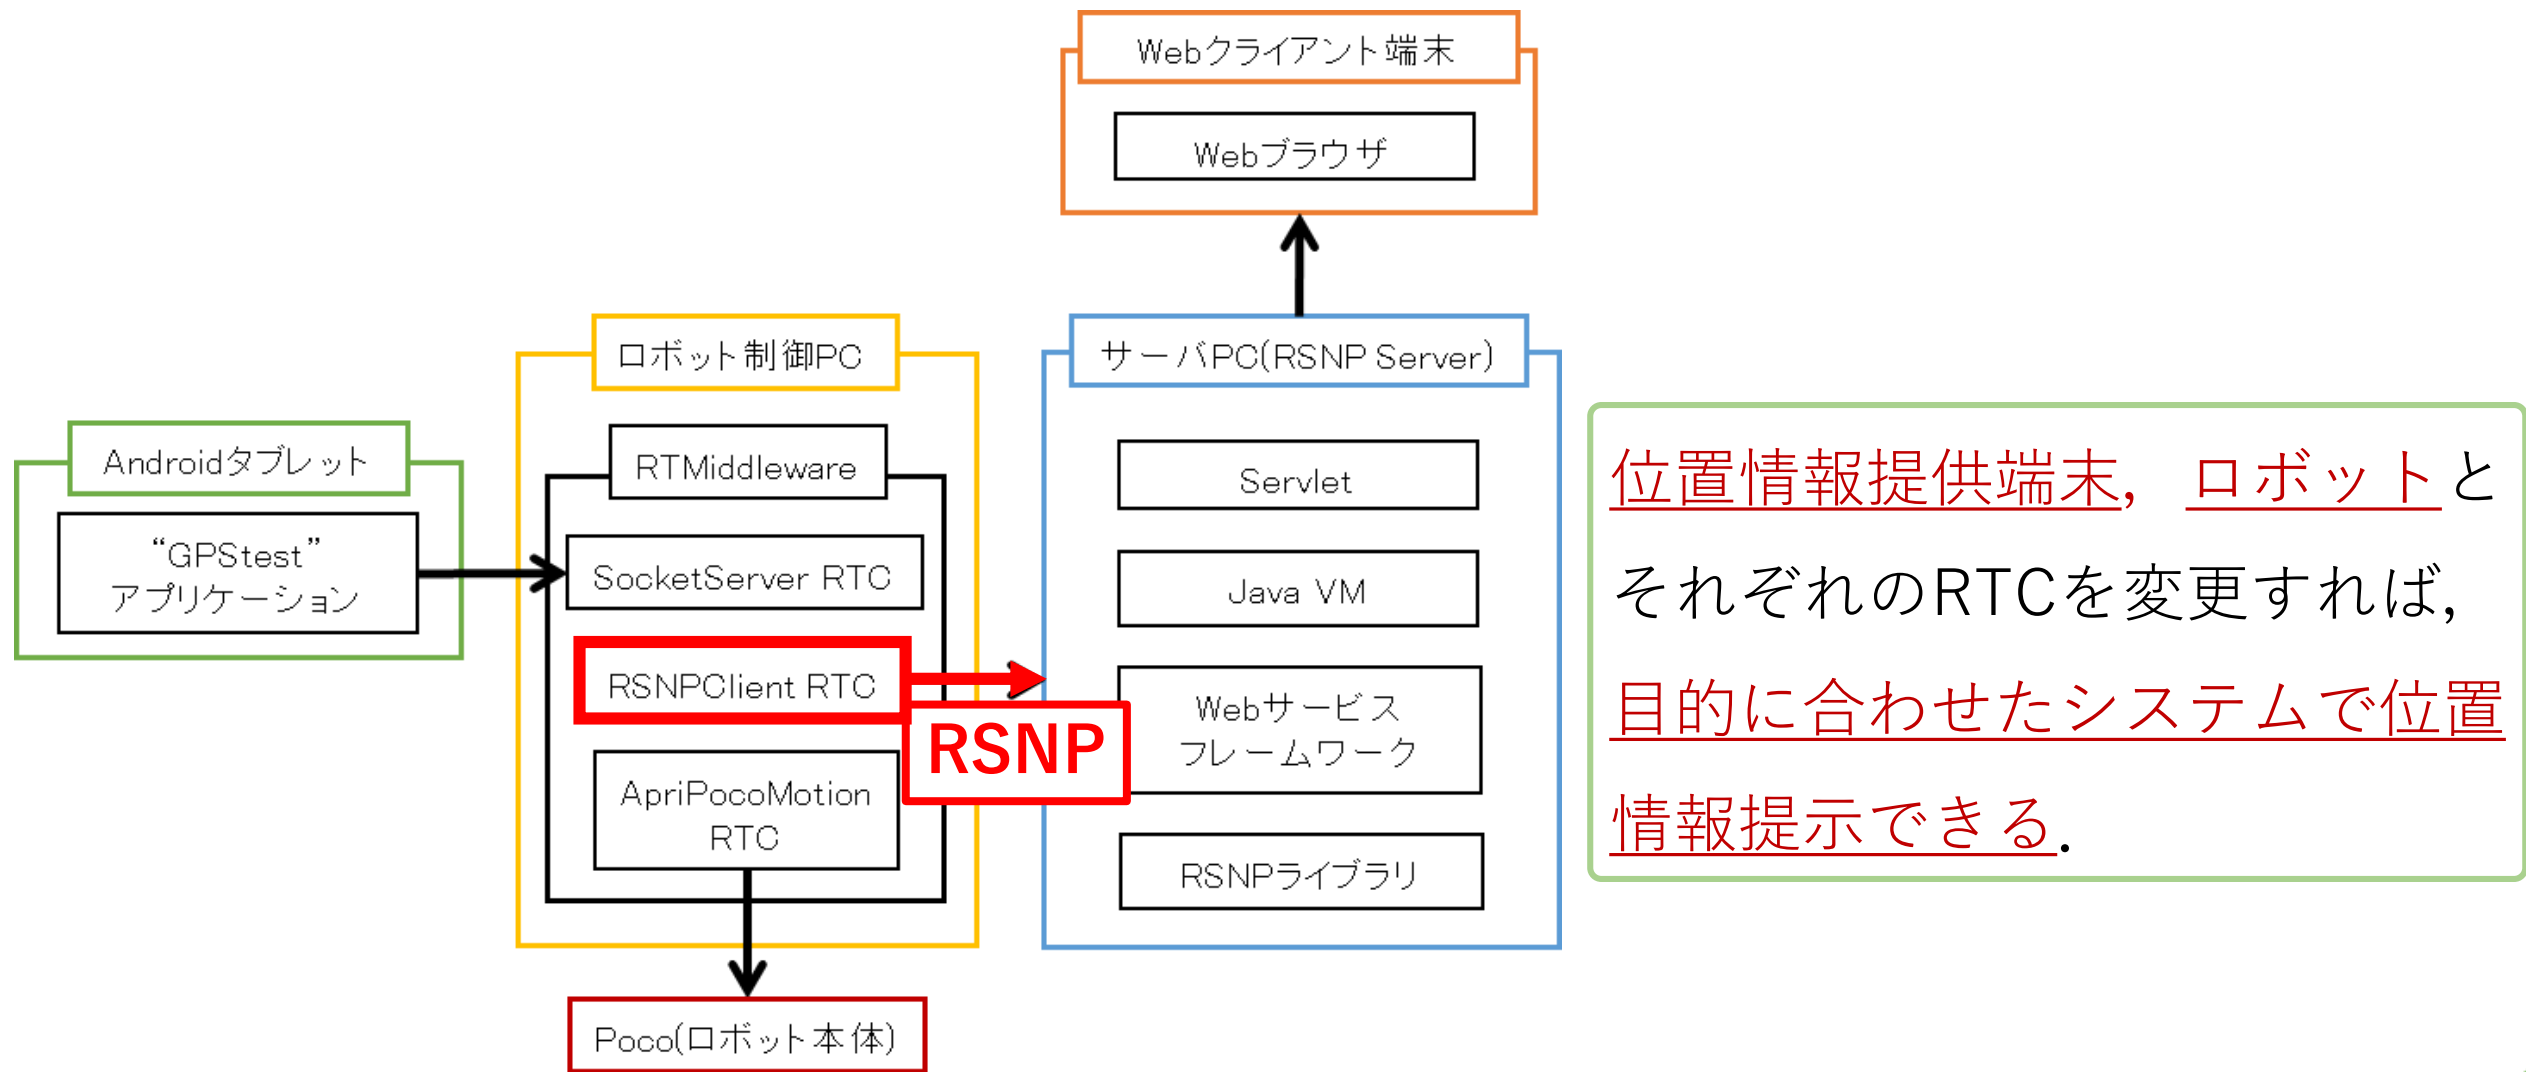 Webクライアント端末
Webブラウザ
Androidタブレット
“GPStest”
アプリケーション
ロボット制御PC
RTMiddleware
SocketServer RTC
RSNPClient RTC
ApriPocoMotion
RTC
Poco(ロボット本体)
RSNP
サーバPC(RSNP Server)
Servlet
Java VM
Webサービス
フレームワーク
RSNPライブラリ
位置情報提供端末, ロボットと
それぞれのRTCを変更すれば,
目的に合わせたシステムで位置
情報提示できる.